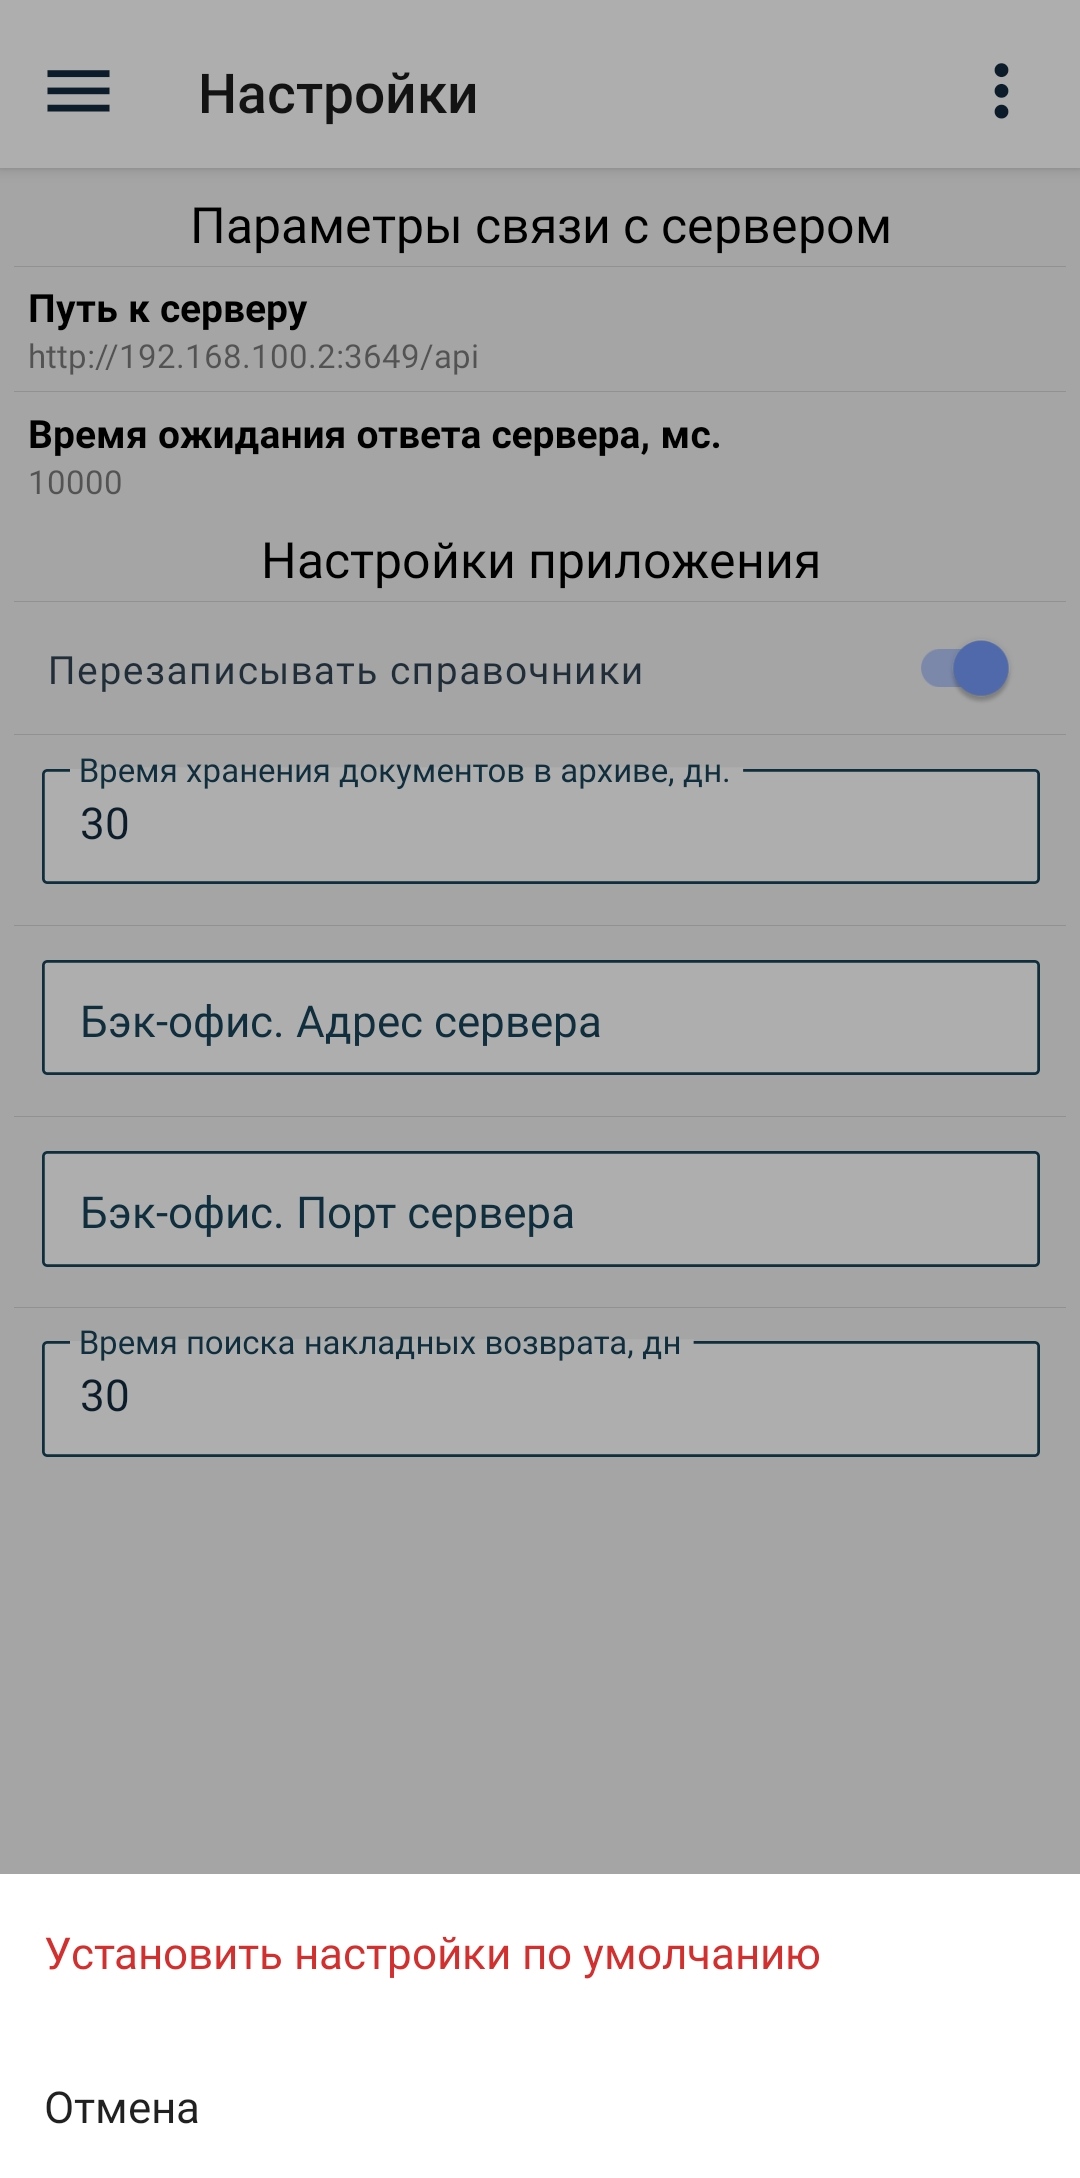 Настройки
Параметры связи с сервером
Путь к серверу
http://192.168.100.2:3649/api
Время ожидания ответа сервера, мс.
10000
Настройки приложения
Перезаписывать справочники
Время хранения документов в архиве, дн.
30
Бэк-офис. Адрес сервера
Бэк-офис. Порт сервера
Время поиска накладных возврата, дн
30
Установить настройки по умолчанию
Отмена